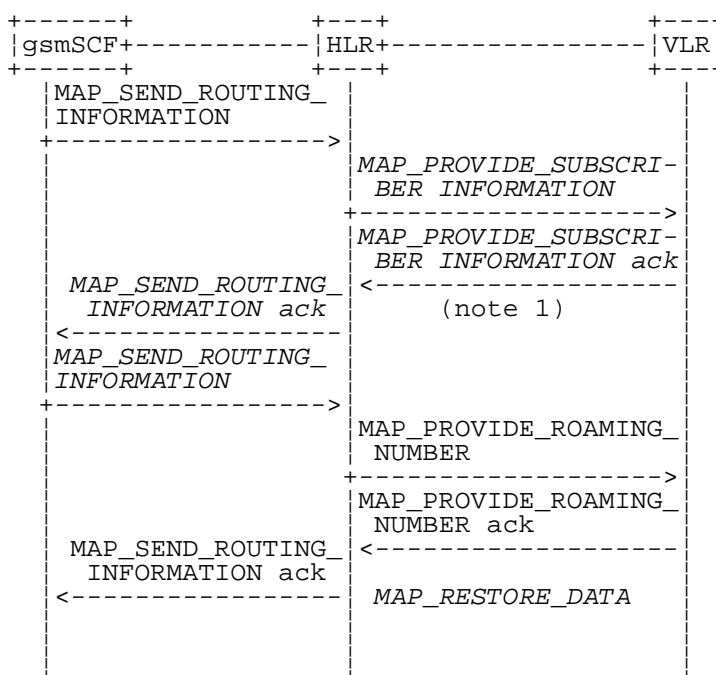 gsmSCF HLR VLR
MAP_SEND_ROUTING_
INFORMATION
MAP_PROVIDE_SUBSCRI-
BER INFORMATION
MAP_PROVIDE_SUBSCRI-
BER INFORMATION ack
MAP_SEND_ROUTING_
INFORMATION ack
(note 1)
MAP_SEND_ROUTING_
INFORMATION
MAP_PROVIDE_ROAMING_
NUMBER
MAP_PROVIDE_ROAMING_
NUMBER ack
MAP_SEND_ROUTING_
INFORMATION ack
MAP_RESTORE_DATA